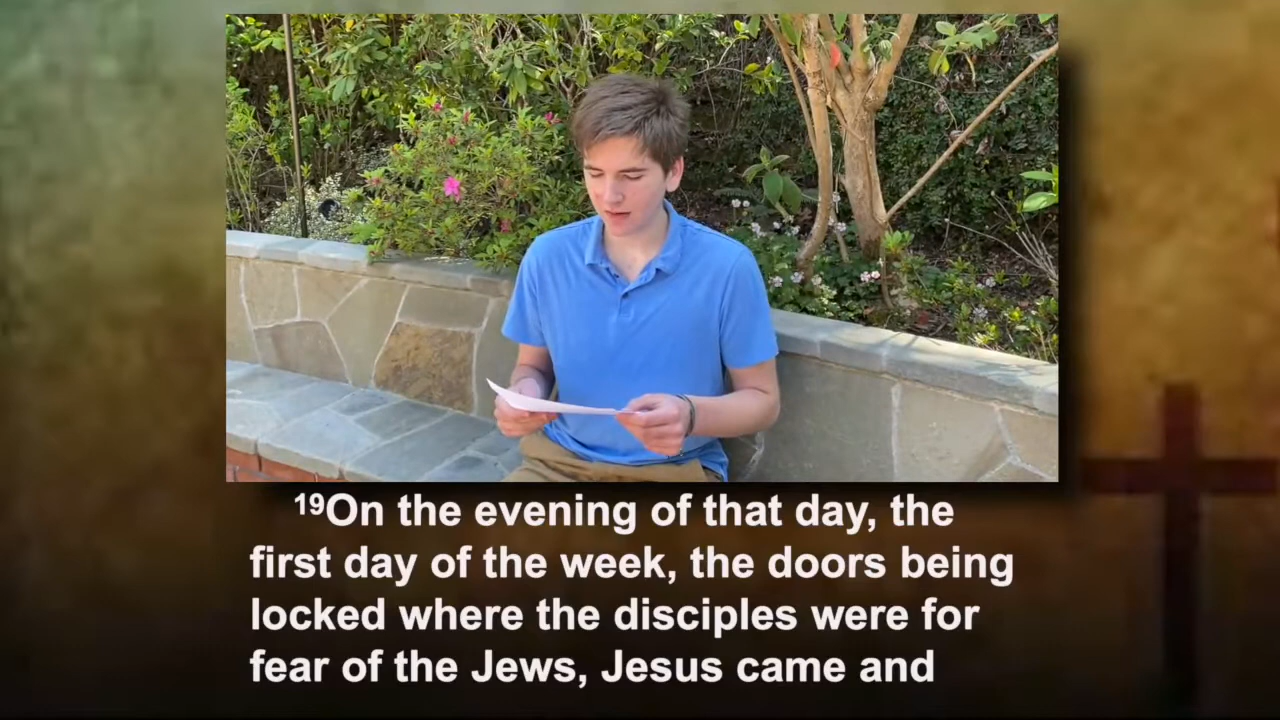 ¹⁹On the evening of that day, the
first day of the week, the doors being
locked where the disciples were for
fear of the Jews, Jesus came and